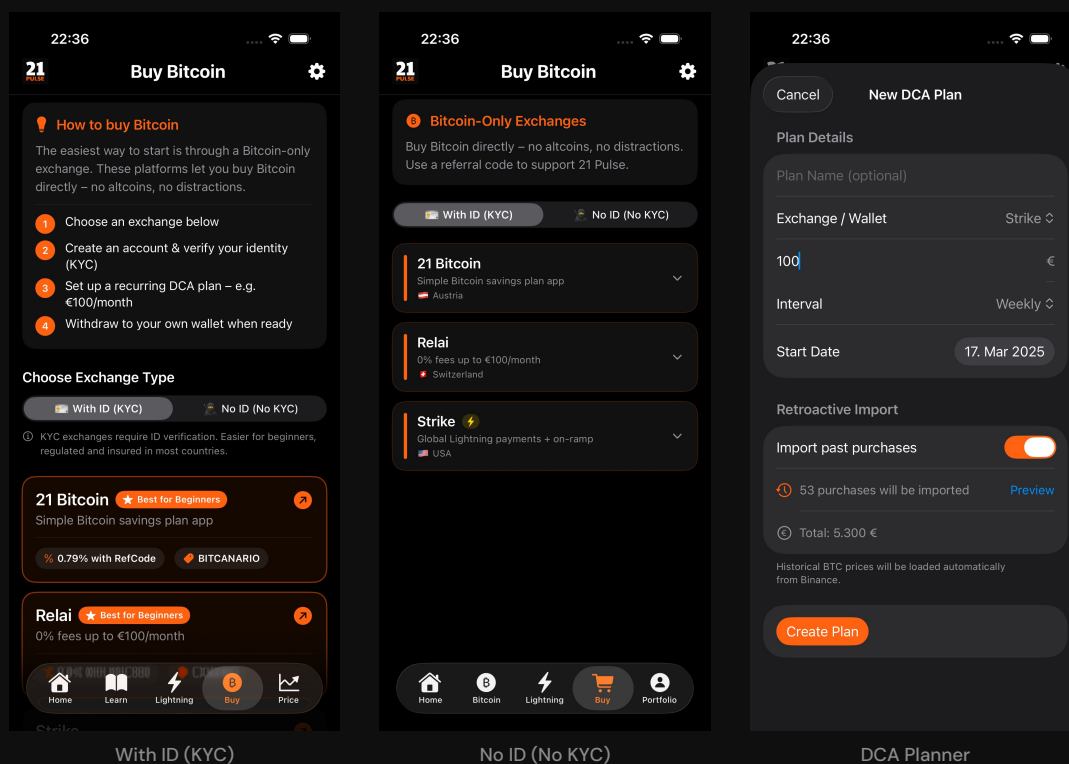 22:36
21
PULSE
Buy Bitcoin
How to buy Bitcoin
The easiest way to start is through a Bitcoin-only
exchange. These platforms let you buy Bitcoin
directly – no altcoins, no distractions.
1 Choose an exchange below
2 Create an account & verify your identity
(KYC)
3 Set up a recurring DCA plan – e.g.
€100/month
4 Withdraw to your own wallet when ready
Choose Exchange Type
With ID (KYC)
No ID (No KYC)
KYC exchanges require ID verification. Easier for beginners,
regulated and insured in most countries.
21 Bitcoin
Best for Beginners
Simple Bitcoin savings plan app
% 0.79% with RefCode
BITCANARIO
Relai
Best for Beginners
0% fees up to €100/month
Home
Learn
Lightning
Buy
Price
Strike
With ID (KYC)
22:36
21
PULSE
Buy Bitcoin
Bitcoin-Only Exchanges
Buy Bitcoin directly – no altcoins, no distractions.
Use a referral code to support 21 Pulse.
With ID (KYC)
No ID (No KYC)
21 Bitcoin
Simple Bitcoin savings plan app
Austria
Relai
0% fees up to €100/month
Switzerland
Strike
Global Lightning payments + on-ramp
USA
Home
Bitcoin
Lightning
Buy
Portfolio
No ID (No KYC)
22:36
Cancel
New DCA Plan
Plan Details
Plan Name (optional)
Exchange / Wallet
Strike
100
€
Interval
Weekly
Start Date
17. Mar 2025
Retroactive Import
Import past purchases
53 purchases will be imported
Preview
Total: 5.300 €
Historical BTC prices will be loaded automatically
from Binance.
Create Plan
DCA Planner